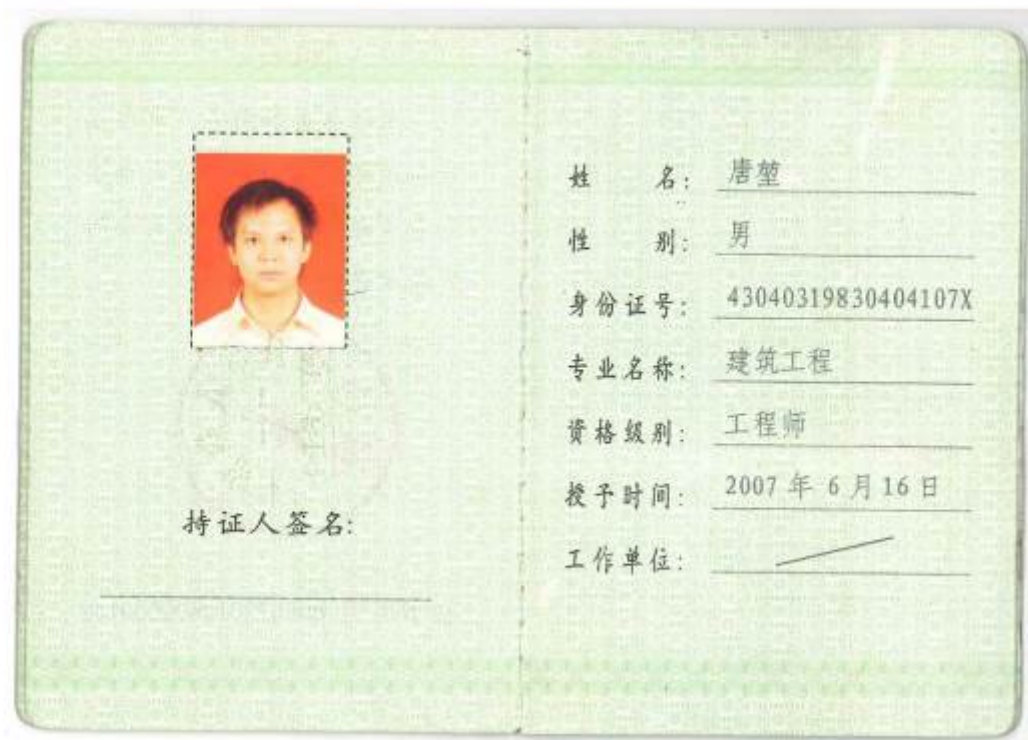 持证人签名:
姓 名: 唐堃
性 别: 男
身份证号: 43040319830404107X
专业名称: 建筑工程
资格级别: 工程师
授予时间: 2007 年 6 月 16 日
工作单位: